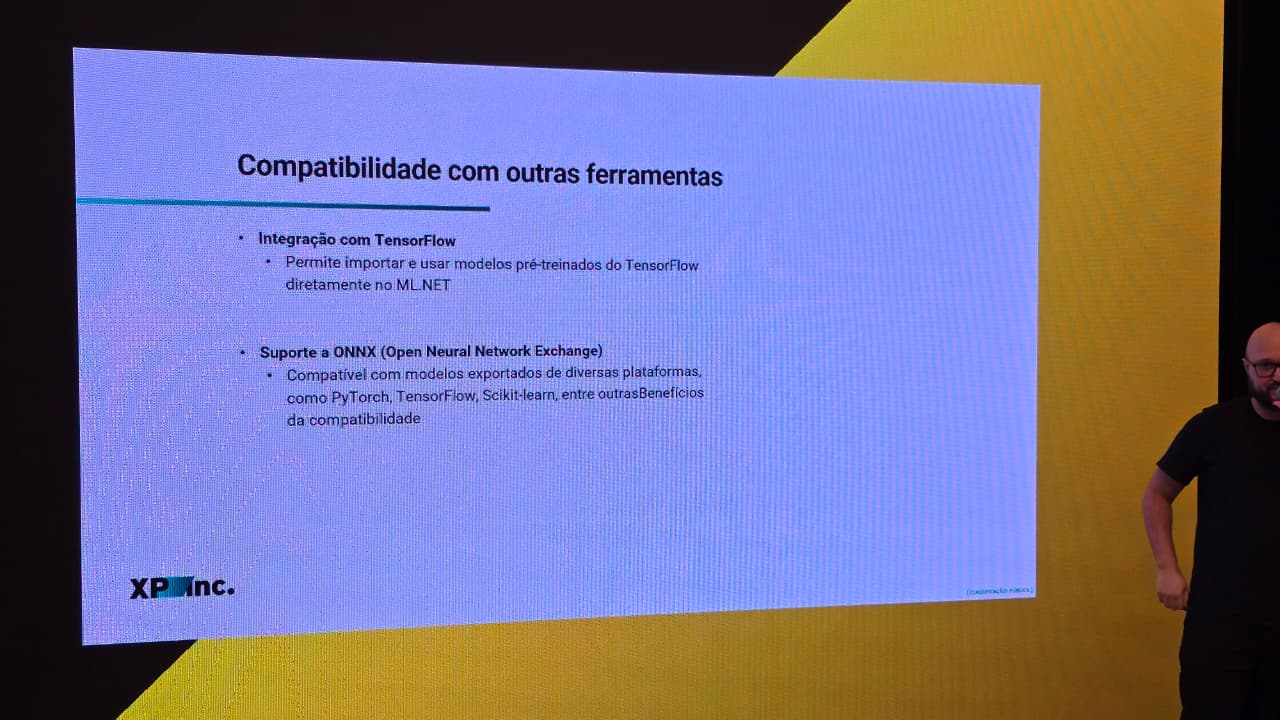 Compatibilidade com outras ferramentas
• Integração com TensorFlow
• Permite importar e usar modelos pré-treinados do TensorFlow
diretamente no ML.NET
• Suporte a ONNX (Open Neural Network Exchange)
• Compatível com modelos exportados de diversas plataformas,
como PyTorch, TensorFlow, Scikit-learn, entre outrasBenefícios
da compatibilidade
XP inc.
[ CLASSIFICAÇÃO: PÚBLICA ]